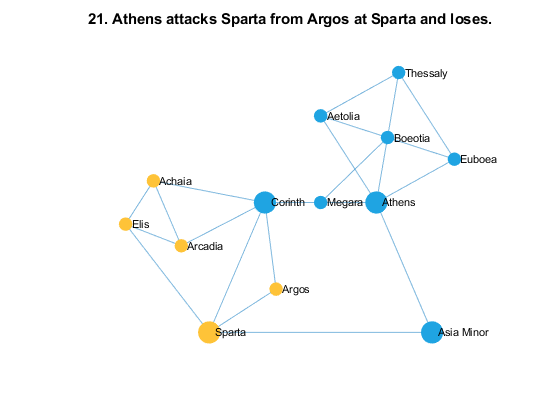 21. Athens attacks Sparta from Argos at Sparta and loses.
Thessaly
Aetolia
Boeotia
Euboea
Achaia
Corinth
Megara
Athens
Elis
Arcadia
Argos
Sparta
Asia Minor